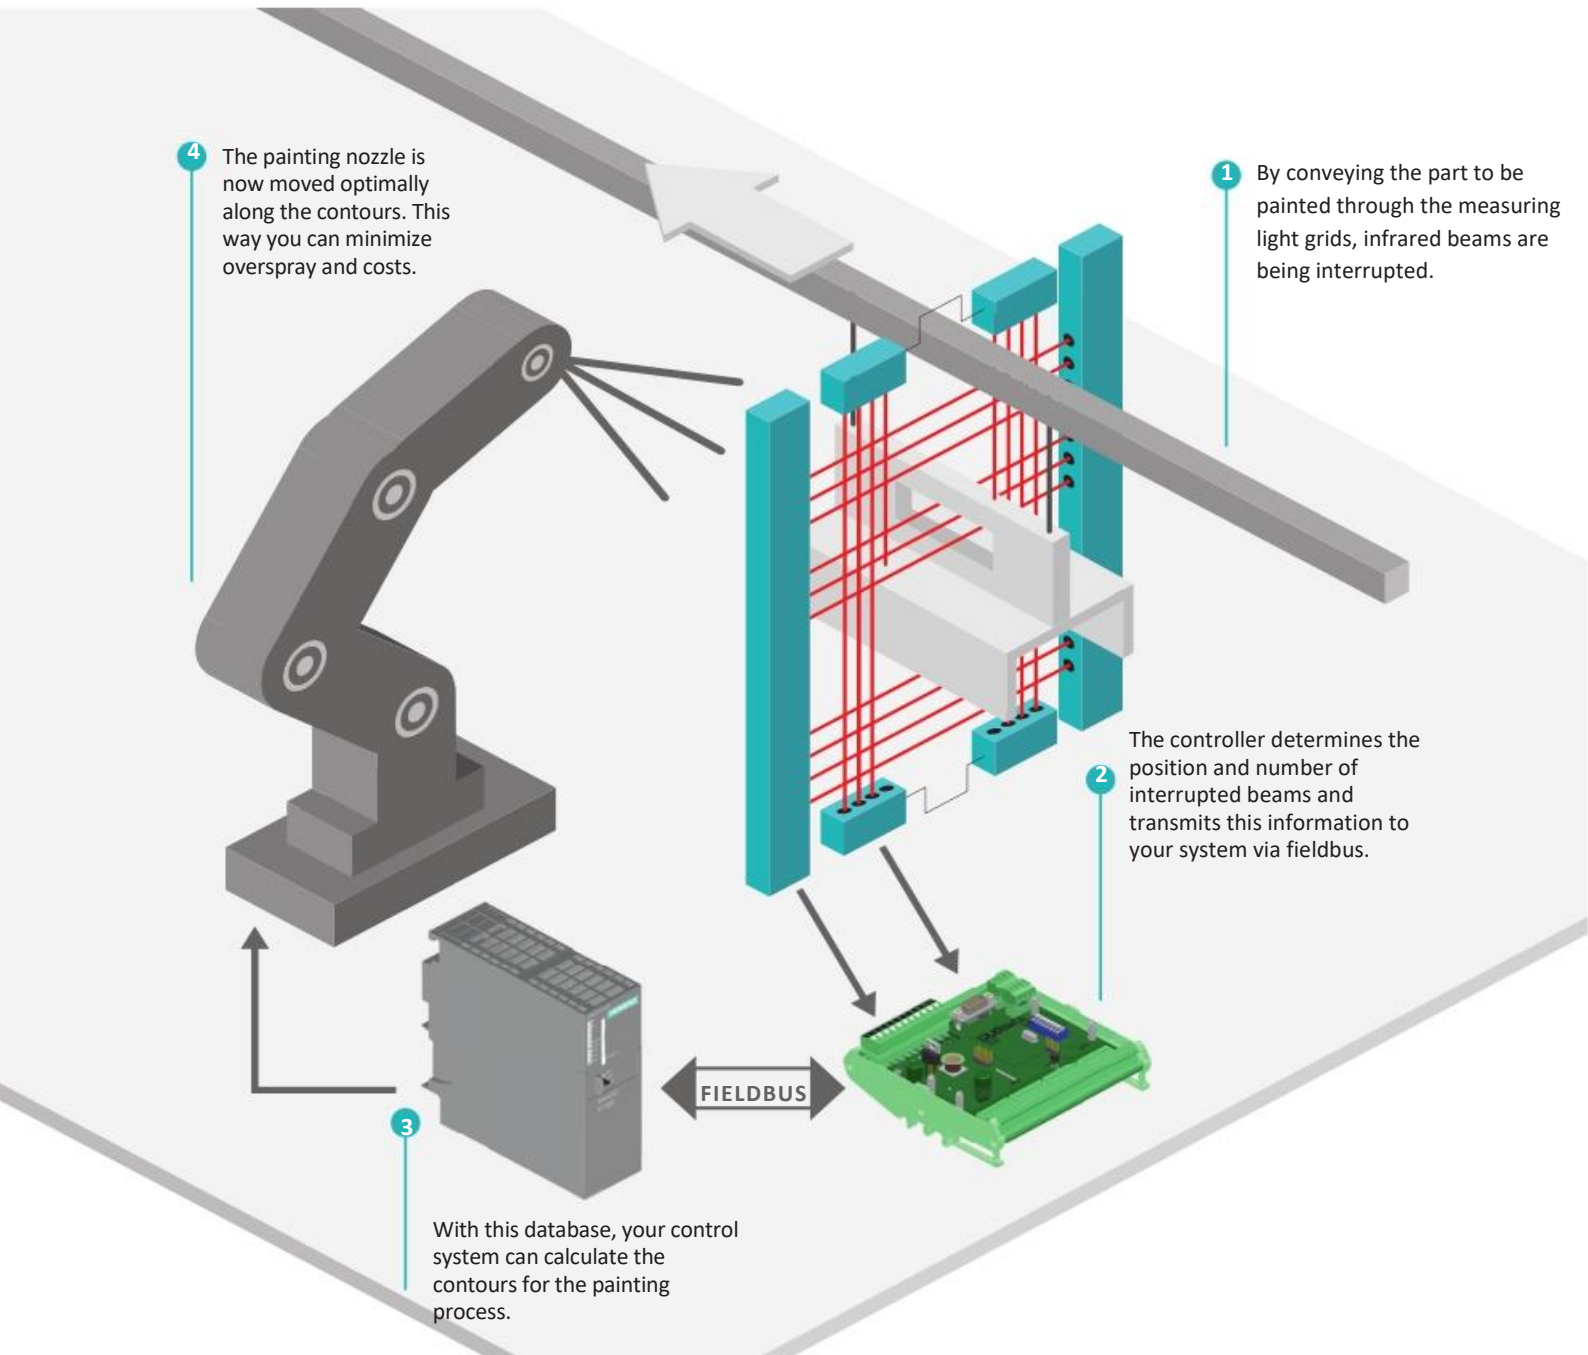 4
The painting nozzle is
now moved optimally
along the contours. This
way you can minimize
overspray and costs.
1
By conveying the part to be
painted through the measuring
light grids, infrared beams are
being interrupted.
2
The controller determines the
position and number of
interrupted beams and
transmits this information to
your system via fieldbus.
FIELDBUS
3
With this database, your control
system can calculate the
contours for the painting
process.